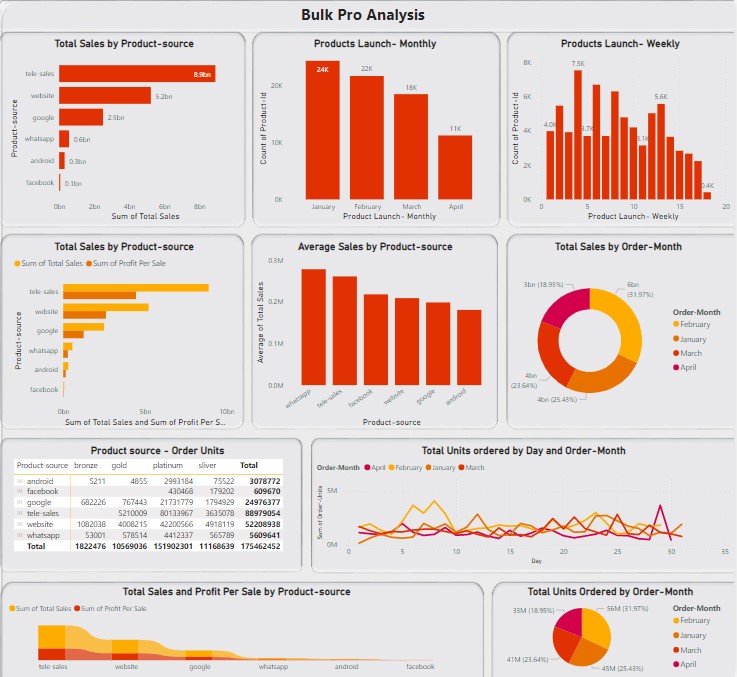 Bulk Pro Analysis
Total Sales by Product-source
Product-source
tele-sales 8.9bn
website 5.2bn
google 2.5bn
whatsapp 0.6bn
android 0.3bn
facebook 0.1bn
0bn 2bn 4bn 6bn 8bn
Sum of Total Sales
Products Launch- Monthly
Count of Product-Id
20K
10K
0K
24K 22K 18K 11K
January February March April
Product Launch- Monthly
Products Launch- Weekly
Count of Product-Id
8K
6K
4K
2K
0K
4.0K 7.5K 3.7K 3.1K 5.6K 0.4K
0 5 10 15 20
Product Launch- Weekly
Total Sales by Product-source
Sum of Total Sales Sum of Profit Per Sale
Product-source
tele-sales
website
google
whatsapp
android
facebook
0bn 5bn 10bn
Sum of Total Sales and Sum of Profit Per S...
Average Sales by Product-source
Average of Total Sales
0.3M
0.2M
0.1M
0.0M
whatsapp tele-sales facebook website google android
Product-source
Total Sales by Order-Month
3bn (18.95%)
6bn
(31.97%)
4bn
(23.64%)
4bn (25.43%)
Order-Month
February
January
March
April
Product source - Order Units
Product-source bronze gold platinum sliver Total
android 5211 4855 2993184 75522 3078772
facebook 430468 179202 609670
google 682226 767443 21731779 1794929 24976377
tele-sales 5210009 80133967 3635078 88979054
website 1082038 4008215 42200566 4918119 52208938
whatsapp 53001 578514 4412337 565789 5609641
Total 1822476 10569036 151902301 11168639 175462452
Total Units ordered by Day and Order-Month
Order-Month April February January March
Sum of Order-Units
5M
0M
0 5 10 15 20 25 30 35
Day
Total Sales and Profit Per Sale by Product-source
Sum of Total Sales Sum of Profit Per Sale
tele sales website google whatsapp android facebook
Total Units Ordered by Order-Month
33M (18.95%)
56M (31.97%)
41M (23.64%)
45M (25.43%)
Order-Month
February
January
March
April